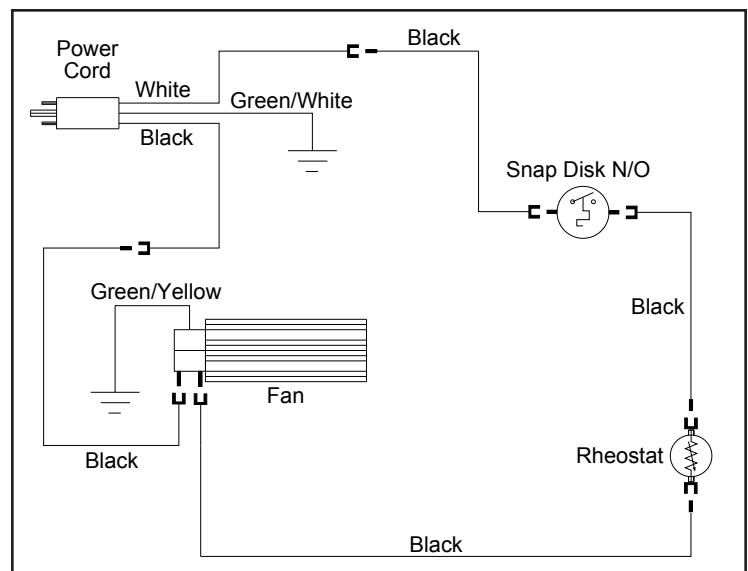 Power
Cord
Black
White
Green/White
Black
Snap Disk N/O
Green/Yellow
Black
Fan
Rheostat
Black
Black